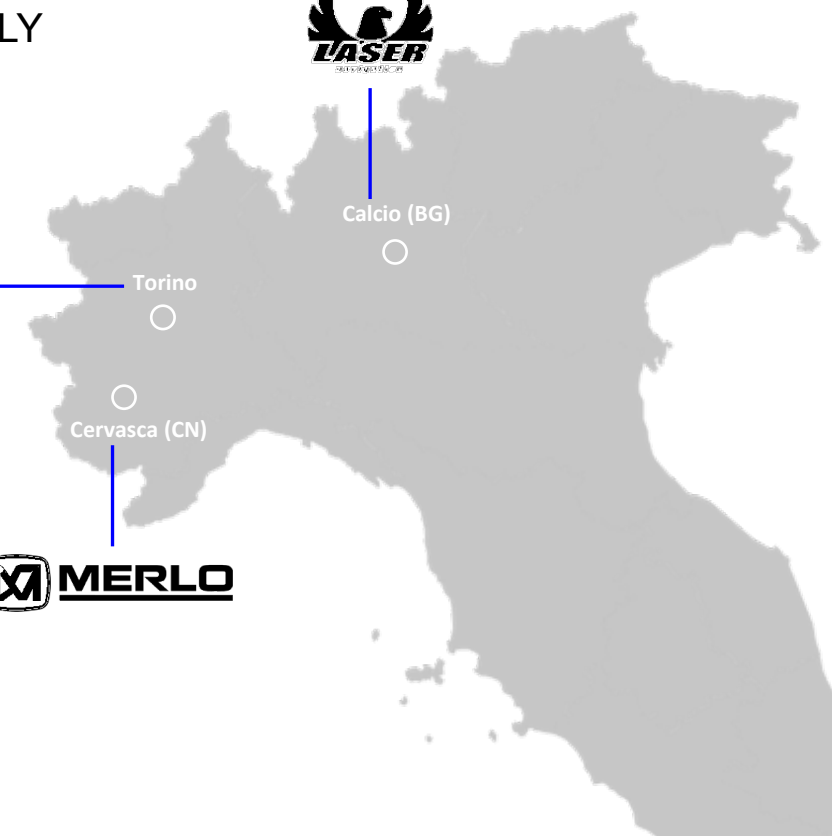 LY
LASER
Calcio (BG)
Torino
Cervasca (CN)
MERLO